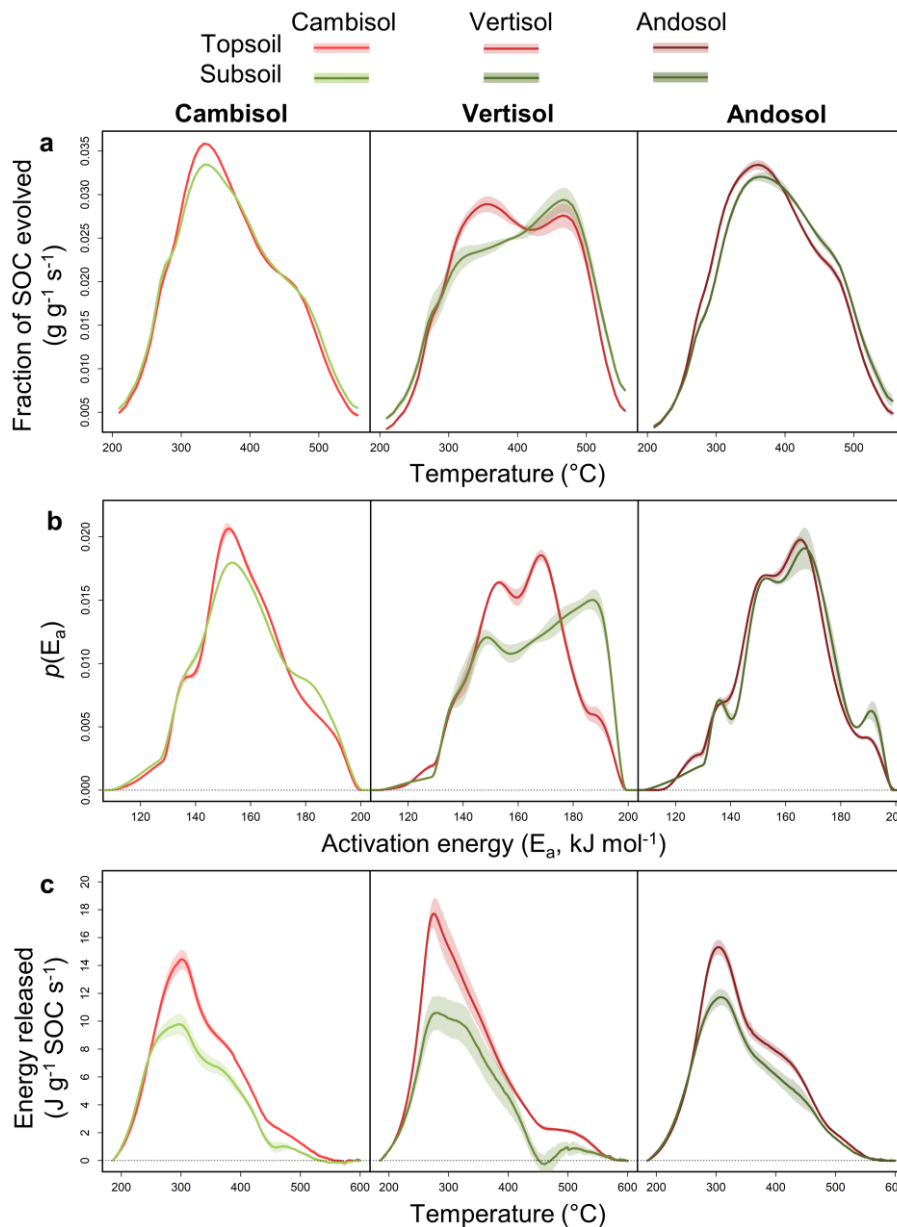 Cambisol Vertisol Andosol
Topsoil
Subsoil
Cambisol Vertisol Andosol
a
Fraction of SOC evolved
(g g⁻¹ s⁻¹)
0.035
0.030
0.025
0.020
0.015
0.010
0.005
200 300 400 500 200 300 400 500 200 300 400 500
Temperature (°C)
b
p(Eₐ)
0.020
0.015
0.010
0.005
0.000
120 140 160 180 200 120 140 160 180 200 120 140 160 180 200
Activation energy (Eₐ, kJ mol⁻¹)
c
Energy released
(J g⁻¹ SOC s⁻¹)
20
18
16
14
12
10
8
6
4
2
0
200 300 400 500 600 200 300 400 500 600 200 300 400 500 600
Temperature (°C)